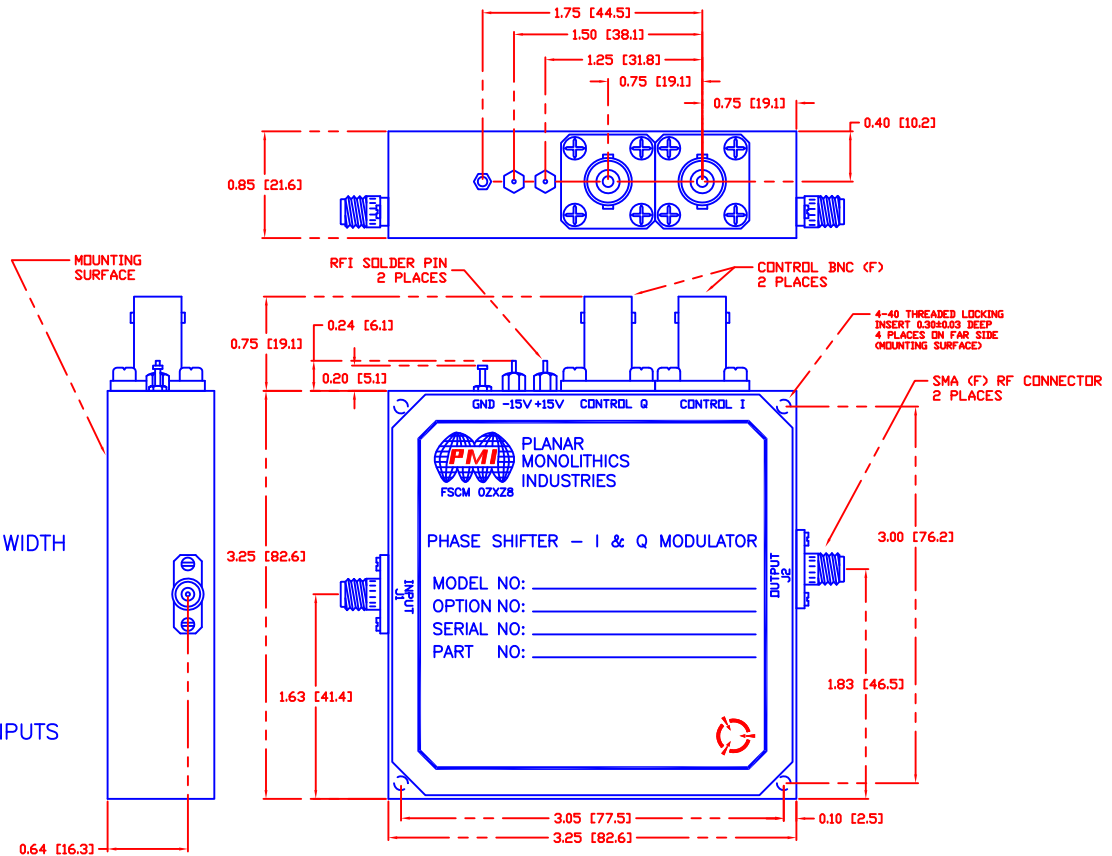 1.75 [44.5]
1.50 [38.1]
1.25 [31.8]
0.75 [19.1]
0.75 [19.1]
0.40 [10.2]
0.85 [21.6]
MOUNTING
SURFACE
RFI SOLDER PIN
2 PLACES
CONTROL BNC (F)
2 PLACES
0.24 [6.1]
0.75 [19.1]
0.20 [5.1]
4-40 THREADED LOCKING
INSERT 0.30±0.03 DEEP
4 PLACES ON FAR SIDE
(MOUNTING SURFACE)
SMA (F) RF CONNECTOR
2 PLACES
GND -15V +15V CONTROL Q CONTROL I
PMI
PLANAR
MONOLITHICS
INDUSTRIES
FSCM 0ZXZ8
WIDTH
3.25 [82.6]
PHASE SHIFTER – I & Q MODULATOR
3.00 [76.2]
INPUT
J1
OUTPUT
J2
MODEL NO:
OPTION NO:
SERIAL NO:
PART NO:
1.63 [41.4]
1.83 [46.5]
3.05 [77.5]
0.10 [2.5]
3.25 [82.6]
0.64 [16.3]